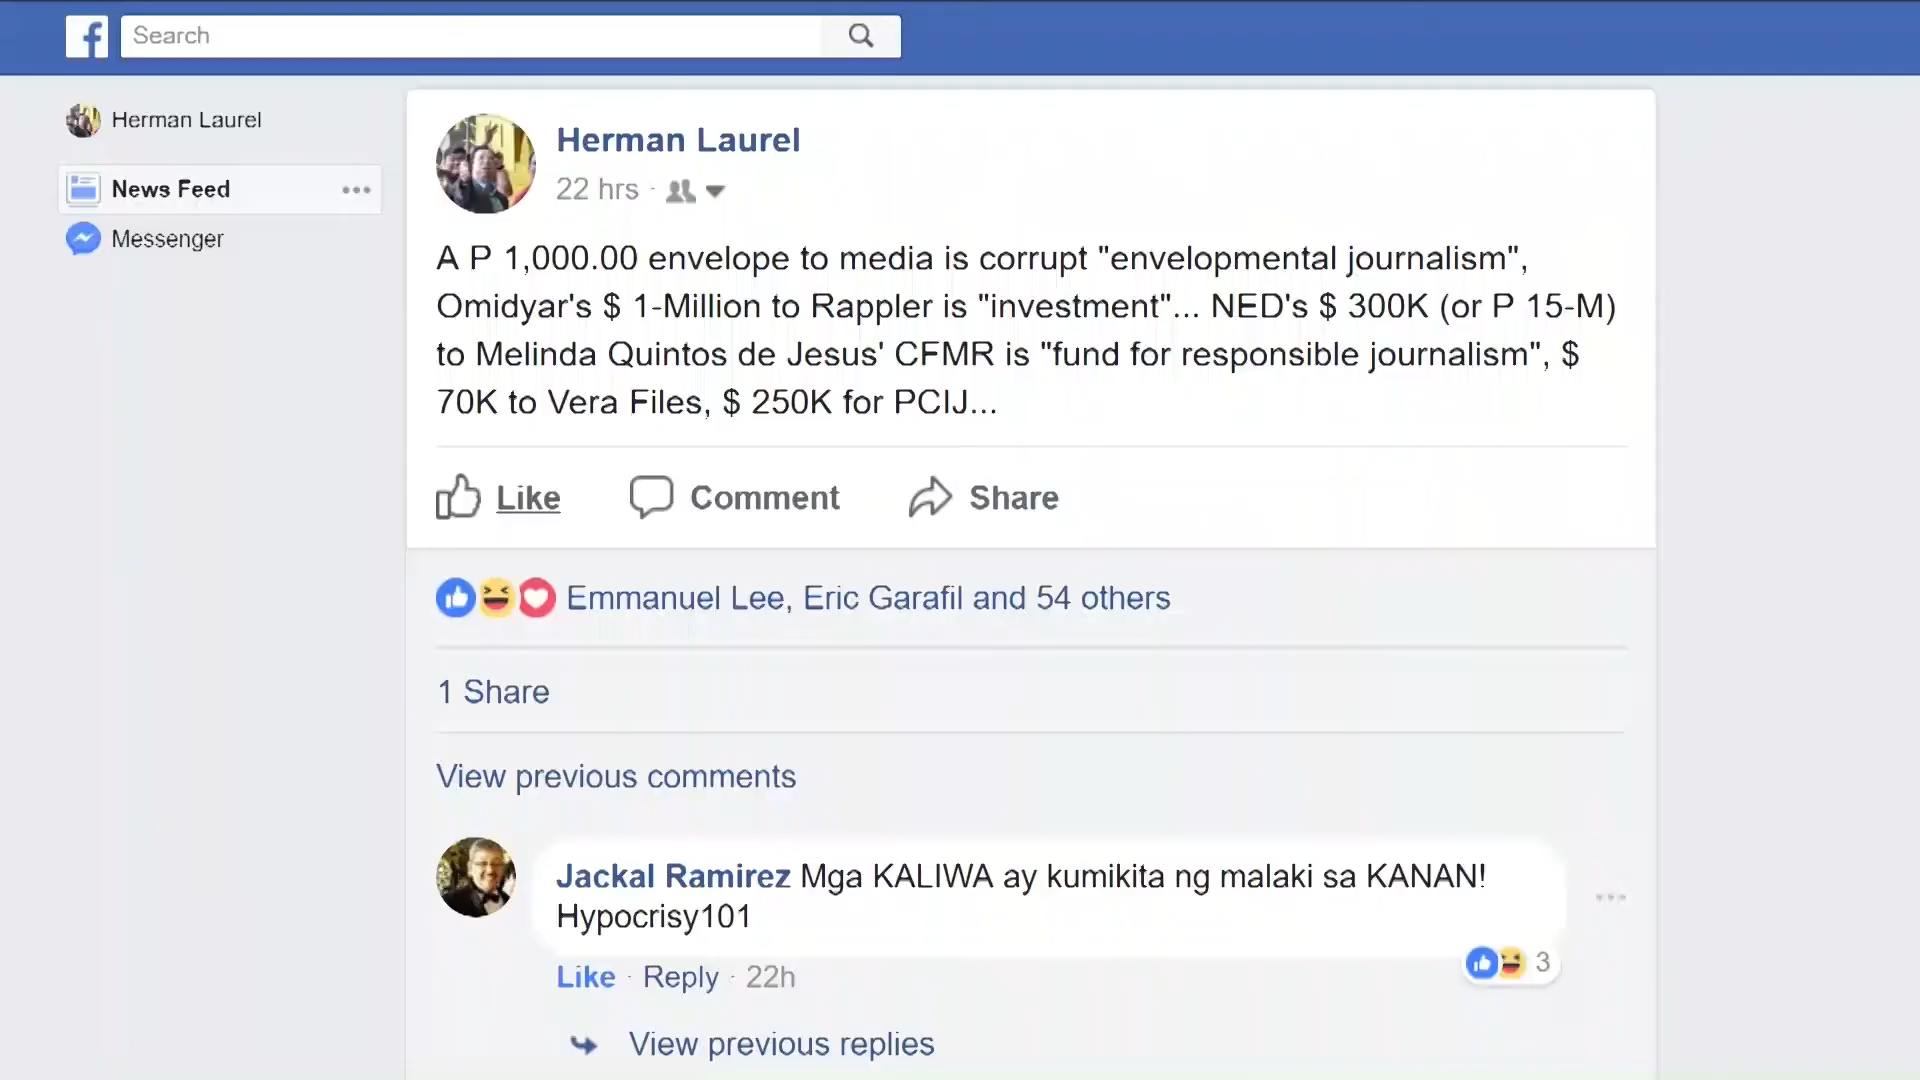 f Search
Herman Laurel
News Feed
Messenger
Herman Laurel
22 hrs ·
A P 1,000.00 envelope to media is corrupt "envelopmental journalism",
Omidyar's $ 1-Million to Rappler is "investment"... NED's $ 300K (or P 15-M)
to Melinda Quintos de Jesus' CFMR is "fund for responsible journalism", $
70K to Vera Files, $ 250K for PCIJ...
Like Comment Share
Emmanuel Lee, Eric Garafil and 54 others
1 Share
View previous comments
Jackal Ramirez Mga KALIWA ay kumikita ng malaki sa KANAN!
Hypocrisy101
Like · Reply · 22h 3
View previous replies